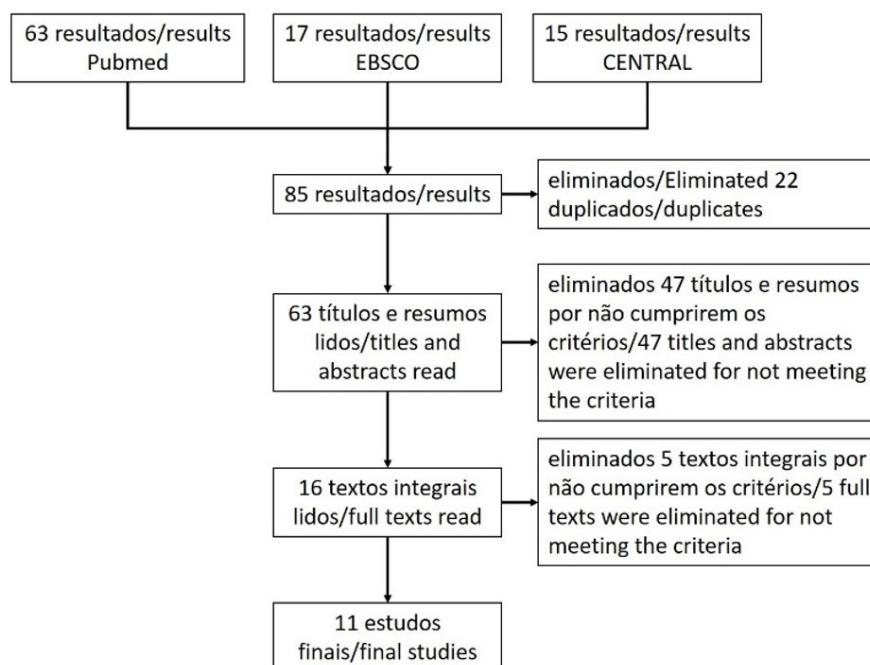 63 resultados/results
Pubmed
17 resultados/results
EBSCO
15 resultados/results
CENTRAL
85 resultados/results
eliminados/Eliminated 22
duplicados/duplicates
63 títulos e resumos
lidos/titles and
abstracts read
eliminados 47 títulos e resumos
por não cumprirem os
critérios/47 titles and abstracts
were eliminated for not meeting
the criteria
16 textos integrais
lidos/full texts read
eliminados 5 textos integrais por
não cumprirem os critérios/5 full
texts were eliminated for not
meeting the criteria
11 estudos
finais/final studies